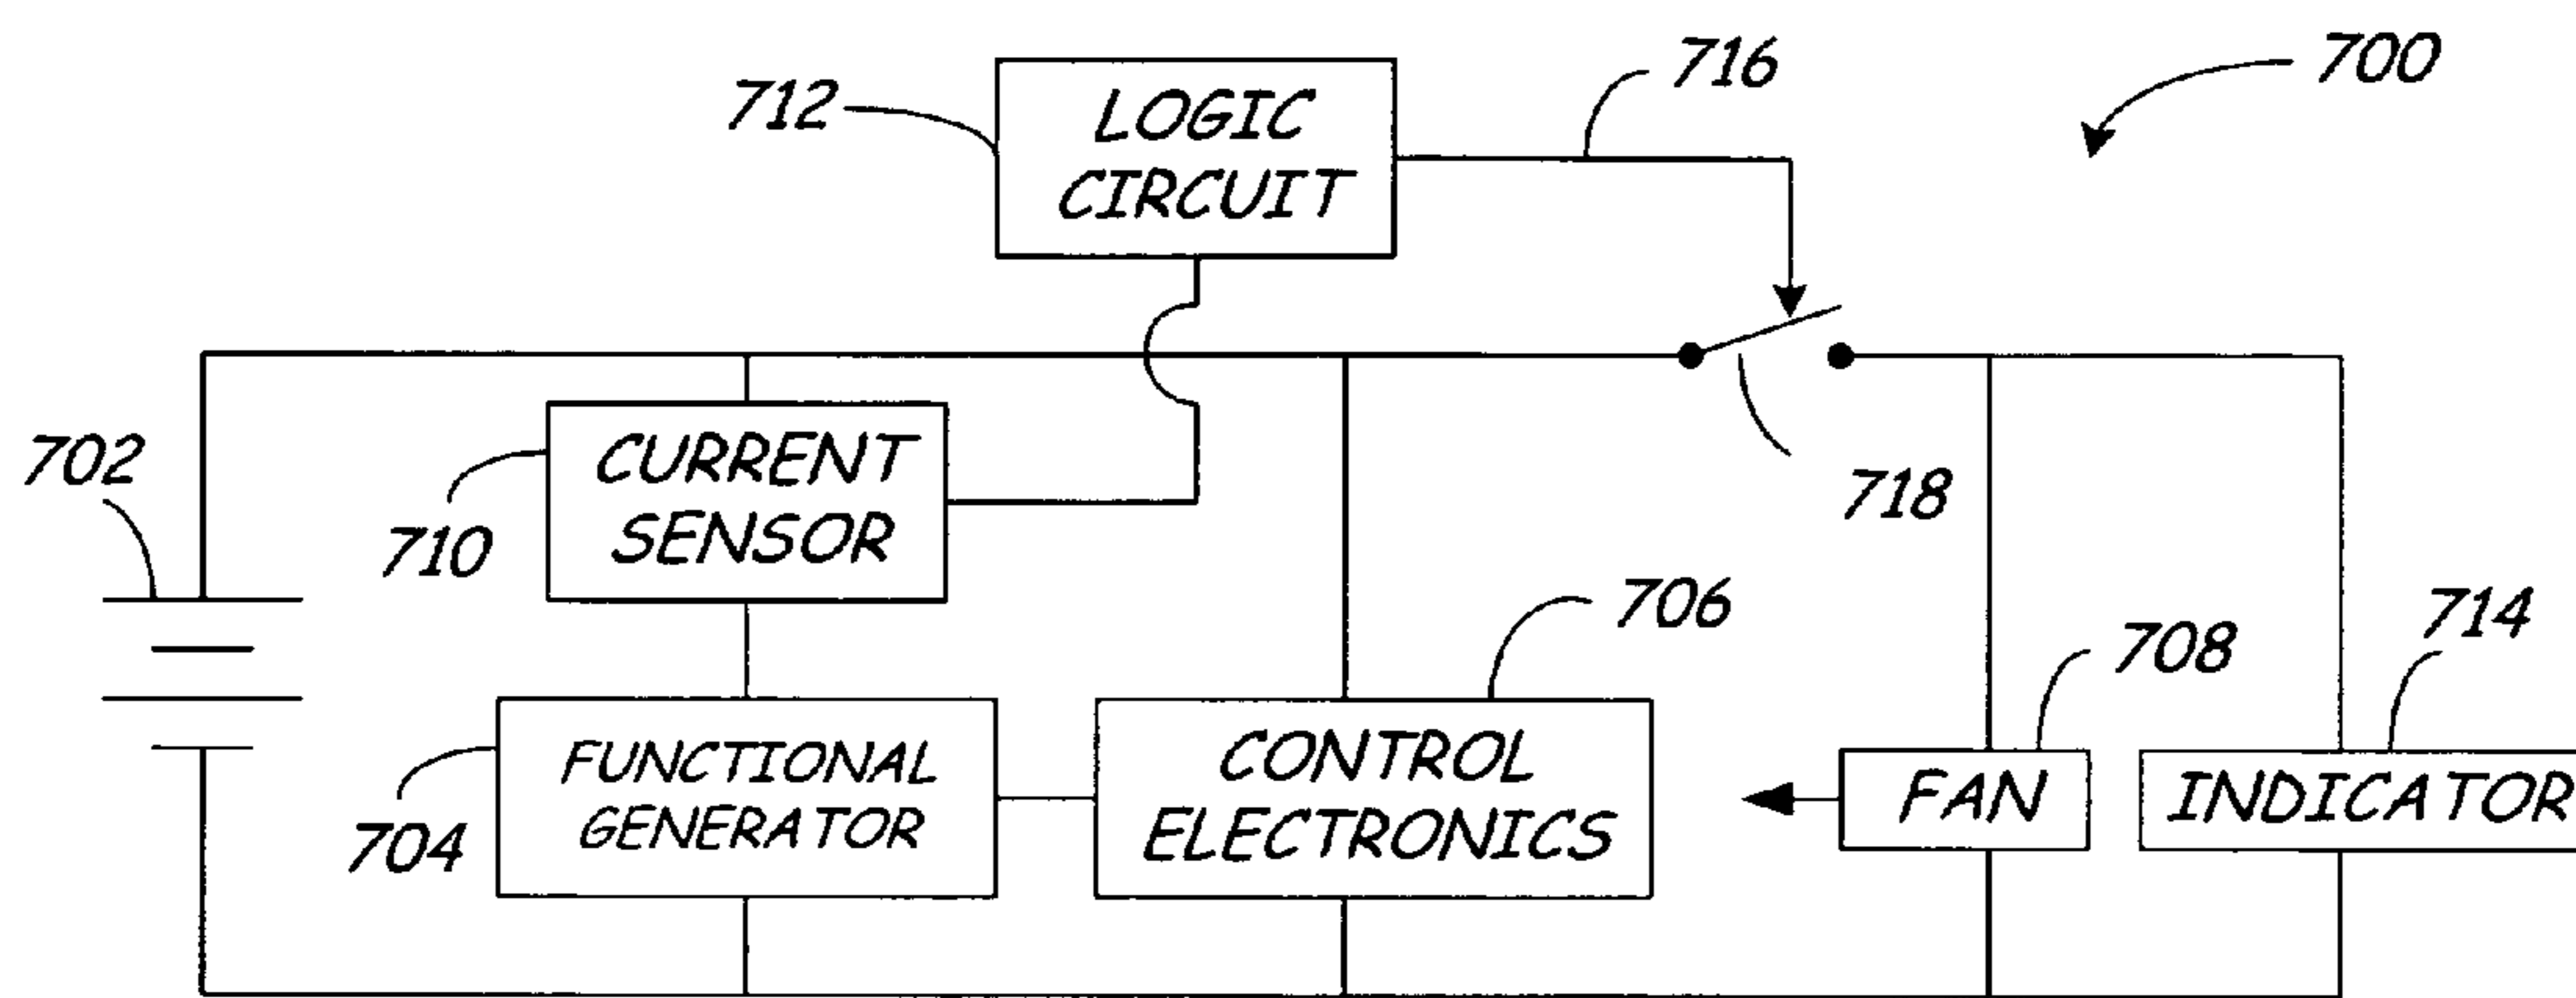 700
716
712
LOGIC
CIRCUIT
702
710
CURRENT
SENSOR
718
706
714
708
704
FUNCTIONAL
GENERATOR
CONTROL
ELECTRONICS
FAN
INDICATOR